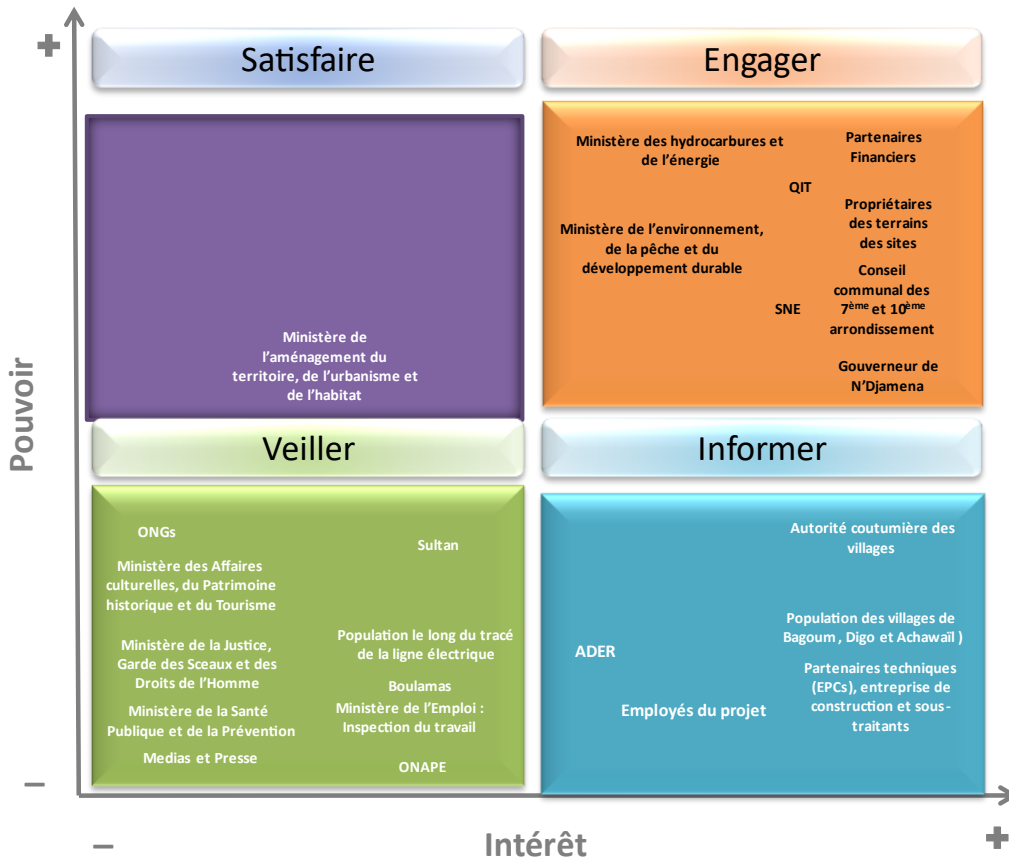 Pouvoir
Satisfaire
Ministère de
l’aménagement du
territoire, de l’urbanisme et
de l’habitat
Engager
Ministère des hydrocarbures et
de l’énergie
Partenaires
Financiers
QIT
Propriétaires
des terrains
des sites
Ministère de l’environnement,
de la pêche et du
développement durable
Conseil
communal des
7ème et 10ème
arrondissement
SNE
Gouverneur de
N’Djamena
Veiller
ONGs
Sultan
Ministère des Affaires
culturelles, du Patrimoine
historique et du Tourisme
Population le long du tracé
de la ligne électrique
Ministère de la Justice,
Garde des Sceaux et des
Droits de l’Homme
Boulamas
Ministère de l’Emploi :
Inspection du travail
Ministère de la Santé
Publique et de la Prévention
Medias et Presse
ONAPE
Informer
Autorité coutumière des
villages
Population des villages de
Bagoum , Digo et Achawaïl )
ADER
Partenaires techniques
(EPCs), entreprise de
construction et sous-
traitants
Employés du projet
Intérêt